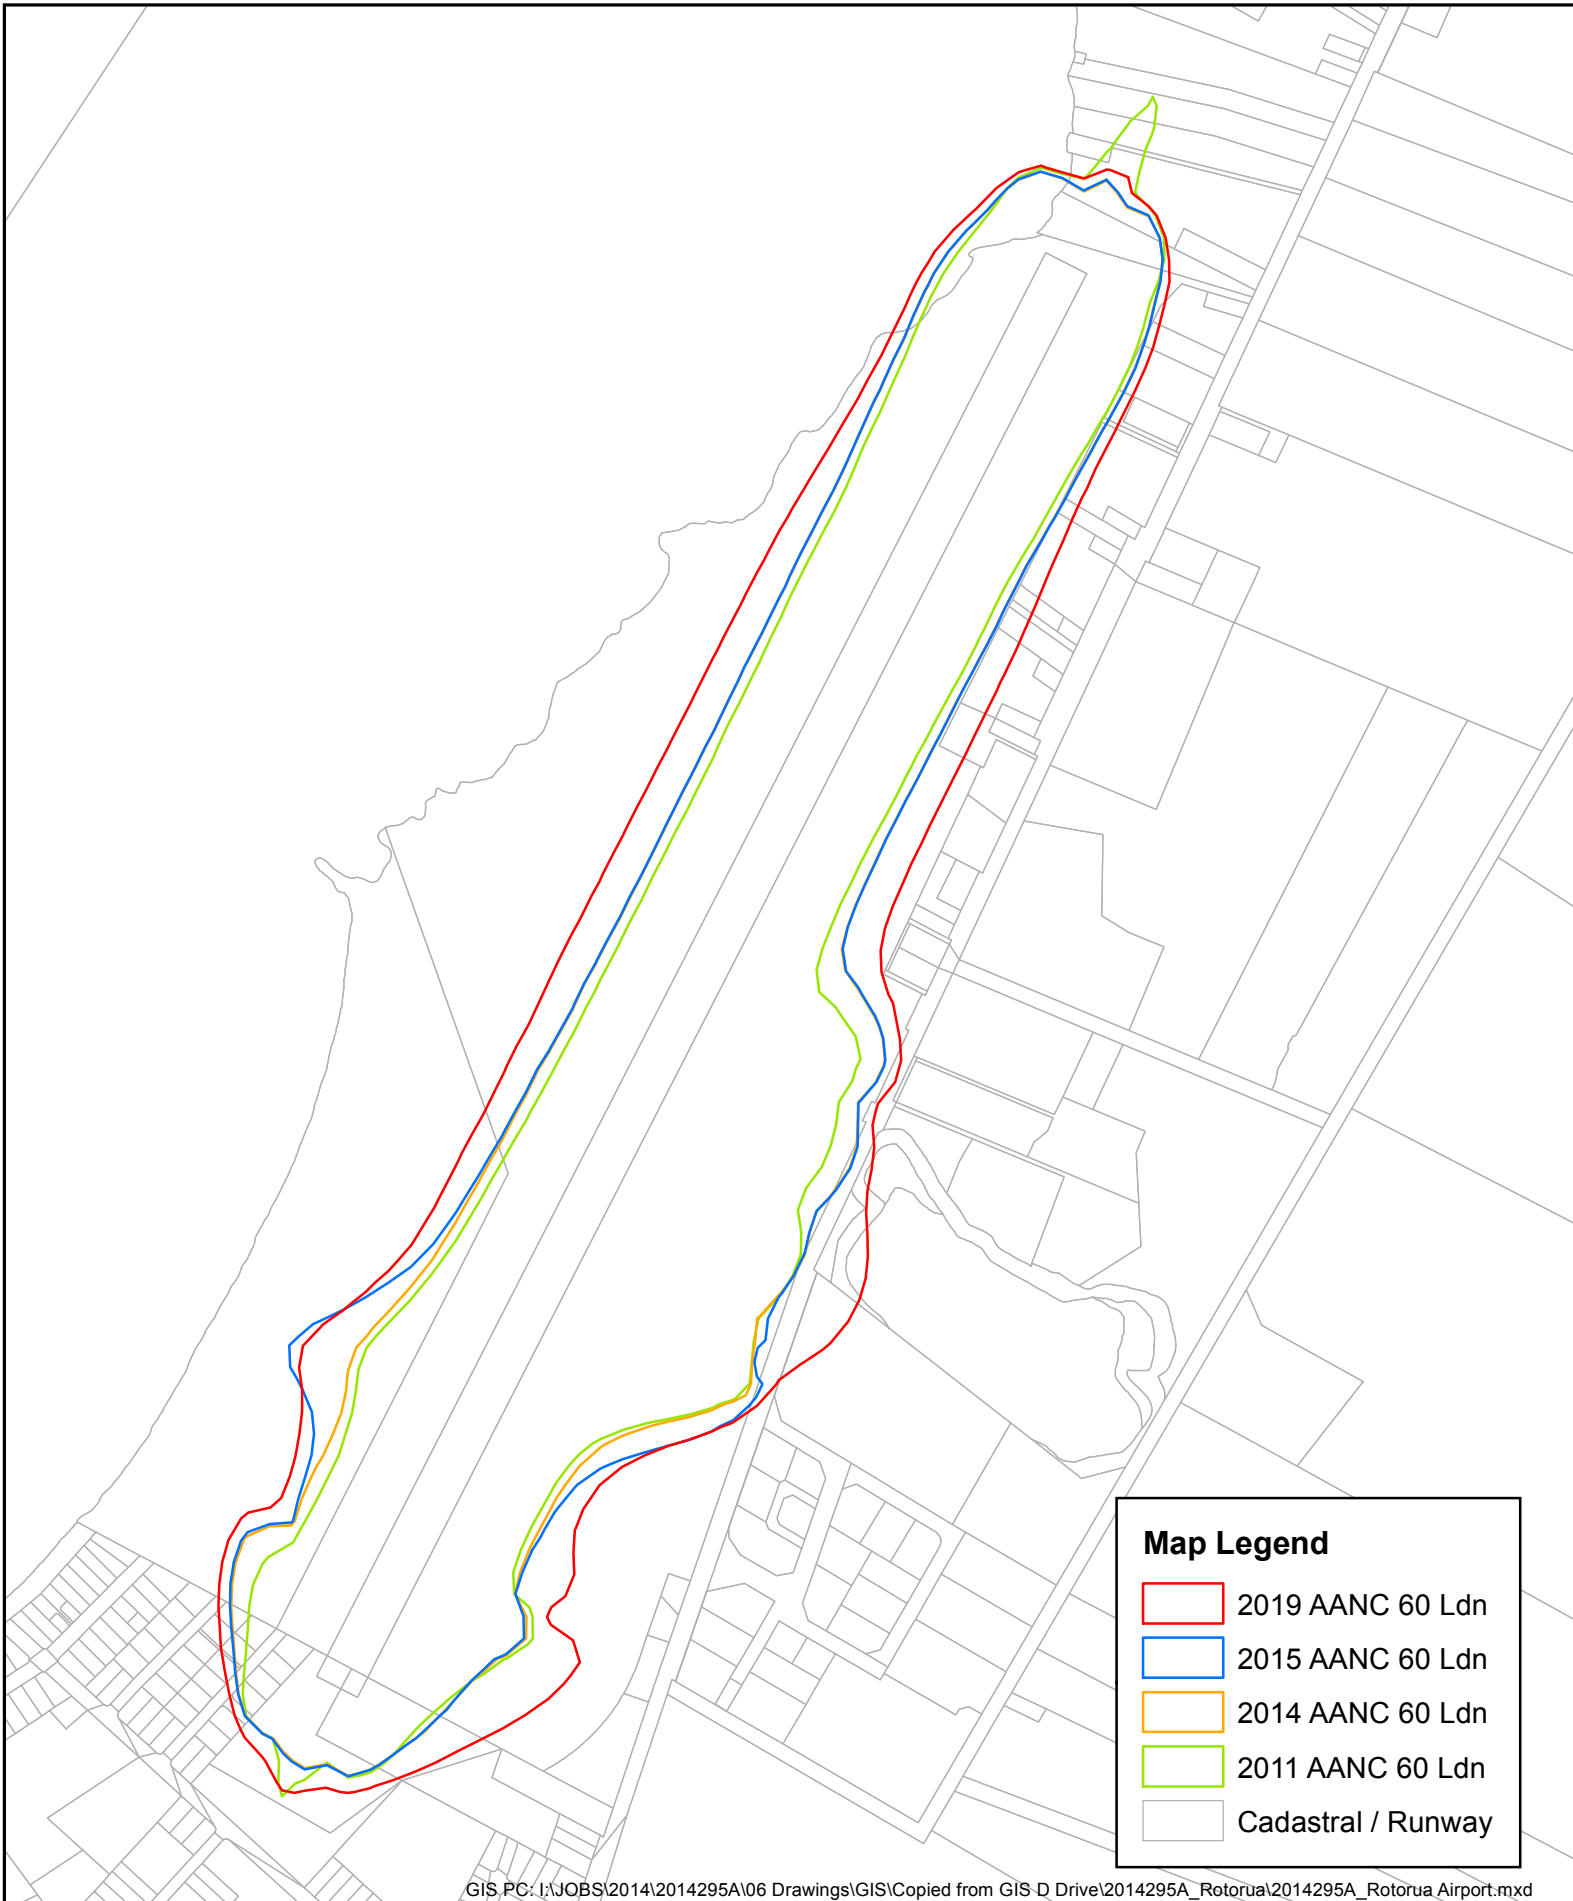 Map Legend
2019 AANC 60 Ldn
2015 AANC 60 Ldn
2014 AANC 60 Ldn
2011 AANC 60 Ldn
Cadastral / Runway
GIS PC: I:\JOBS\2014\2014295A\06 Drawings\GIS\Copied from GIS D Drive\2014295A_Rotorua\2014295A_Rotorua Airport.mxd